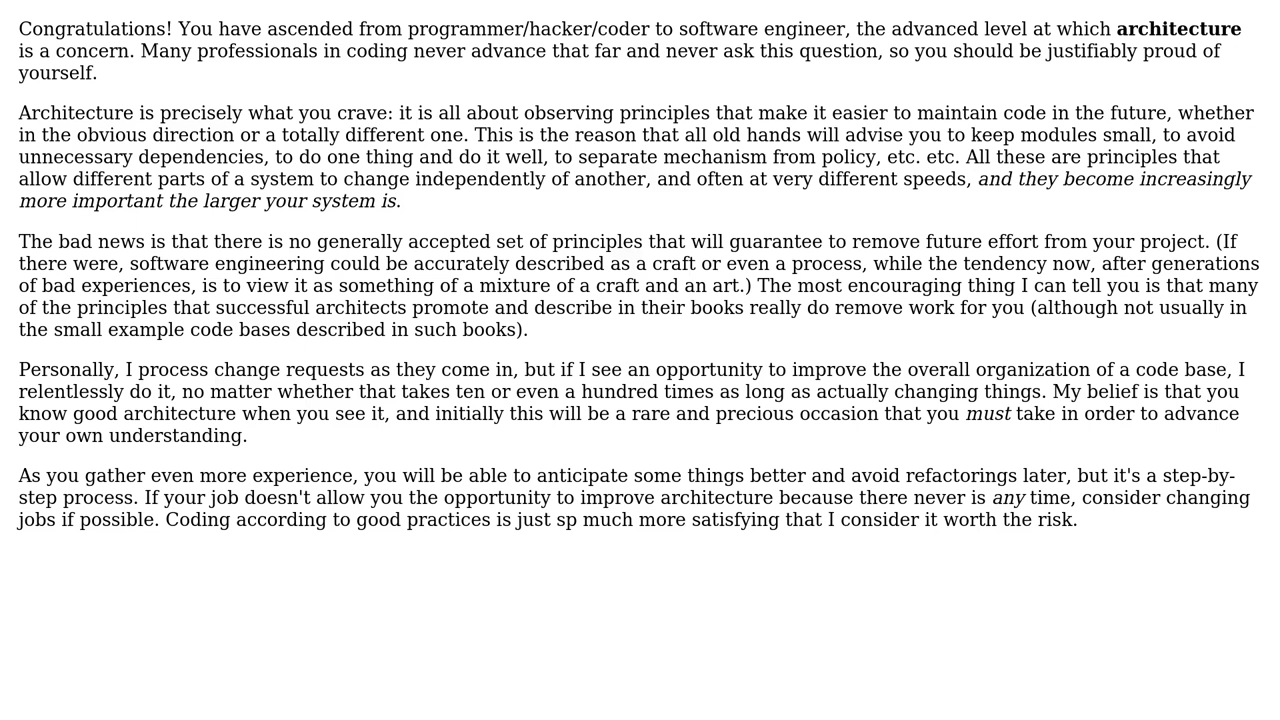 Congratulations! You have ascended from programmer/hacker/coder to software engineer, the advanced level at which architecture
is a concern. Many professionals in coding never advance that far and never ask this question, so you should be justifiably proud of
yourself.
Architecture is precisely what you crave: it is all about observing principles that make it easier to maintain code in the future, whether
in the obvious direction or a totally different one. This is the reason that all old hands will advise you to keep modules small, to avoid
unnecessary dependencies, to do one thing and do it well, to separate mechanism from policy, etc. etc. All these are principles that
allow different parts of a system to change independently of another, and often at very different speeds, and they become increasingly
more important the larger your system is.
The bad news is that there is no generally accepted set of principles that will guarantee to remove future effort from your project. (If
there were, software engineering could be accurately described as a craft or even a process, while the tendency now, after generations
of bad experiences, is to view it as something of a mixture of a craft and an art.) The most encouraging thing I can tell you is that many
of the principles that successful architects promote and describe in their books really do remove work for you (although not usually in
the small example code bases described in such books).
Personally, I process change requests as they come in, but if I see an opportunity to improve the overall organization of a code base, I
relentlessly do it, no matter whether that takes ten or even a hundred times as long as actually changing things. My belief is that you
know good architecture when you see it, and initially this will be a rare and precious occasion that you must take in order to advance
your own understanding.
As you gather even more experience, you will be able to anticipate some things better and avoid refactorings later, but it's a step-by-
step process. If your job doesn't allow you the opportunity to improve architecture because there never is any time, consider changing
jobs if possible. Coding according to good practices is just sp much more satisfying that I consider it worth the risk.